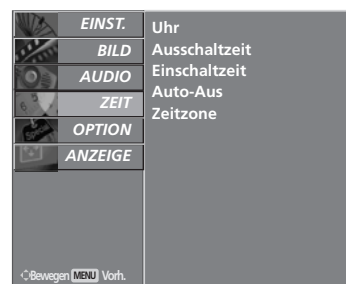 EINST.
BILD
AUDIO
ZEIT
OPTION
ANZEIGE
Uhr
Ausschaltzeit
Einschaltzeit
Auto-Aus
Zeitzone
Bewegen MENU Vorh.